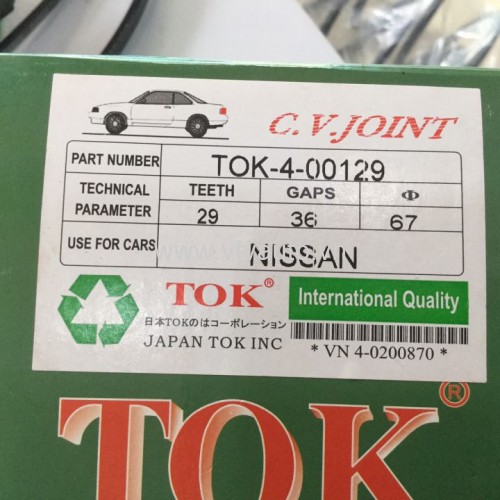 C.V.JOINT
PART NUMBER TOK-4-00129
TECHNICAL PARAMETER TEETH GAPS Φ
29 36 67
USE FOR CARS NISSAN
TOK® International Quality
日本TOKのはコーポレーション
JAPAN TOK INC * VN 4-0200870 *
TOK®